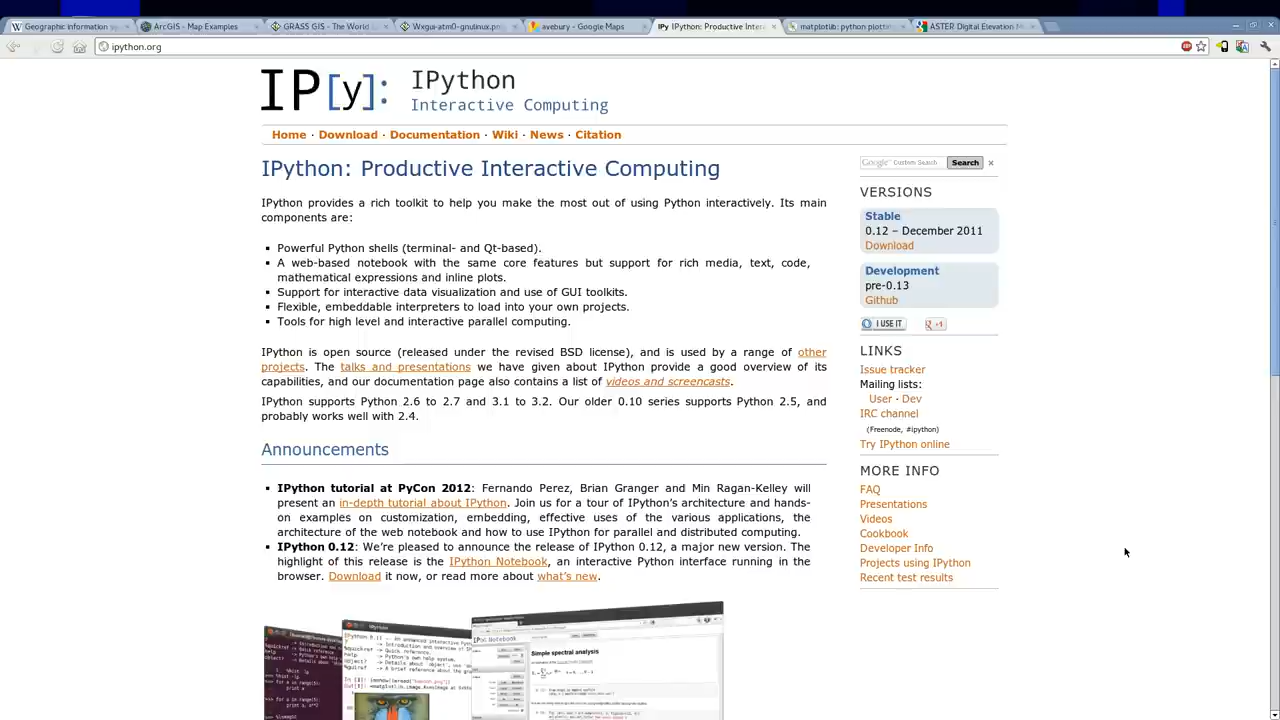 Geographic information sy
ArcGIS - Map Examples
GRASS GIS - The World
Wxgui-atm0-gnulinux.pn
avebury - Google Maps
IPy IPython: Productive Intera
matplotlib: python plotting
ASTER Digital Elevation M
ipython.org
IP[y]: IPython
Interactive Computing
Home · Download · Documentation · Wiki · News · Citation
IPython: Productive Interactive Computing
IPython provides a rich toolkit to help you make the most out of using Python interactively. Its main
components are:
▪ Powerful Python shells (terminal- and Qt-based).
▪ A web-based notebook with the same core features but support for rich media, text, code,
mathematical expressions and inline plots.
▪ Support for interactive data visualization and use of GUI toolkits.
▪ Flexible, embeddable interpreters to load into your own projects.
▪ Tools for high level and interactive parallel computing.
IPython is open source (released under the revised BSD license), and is used by a range of other
projects. The talks and presentations we have given about IPython provide a good overview of its
capabilities, and our documentation page also contains a list of videos and screencasts.
IPython supports Python 2.6 to 2.7 and 3.1 to 3.2. Our older 0.10 series supports Python 2.5, and
probably works well with 2.4.
Announcements
▪ IPython tutorial at PyCon 2012: Fernando Perez, Brian Granger and Min Ragan-Kelley will
present an in-depth tutorial about IPython. Join us for a tour of IPython's architecture and hands-
on examples on customization, embedding, effective uses of the various applications, the
architecture of the web notebook and how to use IPython for parallel and distributed computing.
▪ IPython 0.12: We're pleased to announce the release of IPython 0.12, a major new version. The
highlight of this release is the IPython Notebook, an interactive Python interface running in the
browser. Download it now, or read more about what's new.
Google Custom Search Search ×
VERSIONS
Stable
0.12 – December 2011
Download
Development
pre-0.13
Github
I USE IT
+1
LINKS
Issue tracker
Mailing lists:
User · Dev
IRC channel
(Freenode, #ipython)
Try IPython online
MORE INFO
FAQ
Presentations
Videos
Cookbook
Developer Info
Projects using IPython
Recent test results
IP[y]: Notebook
Simple spectral analysis